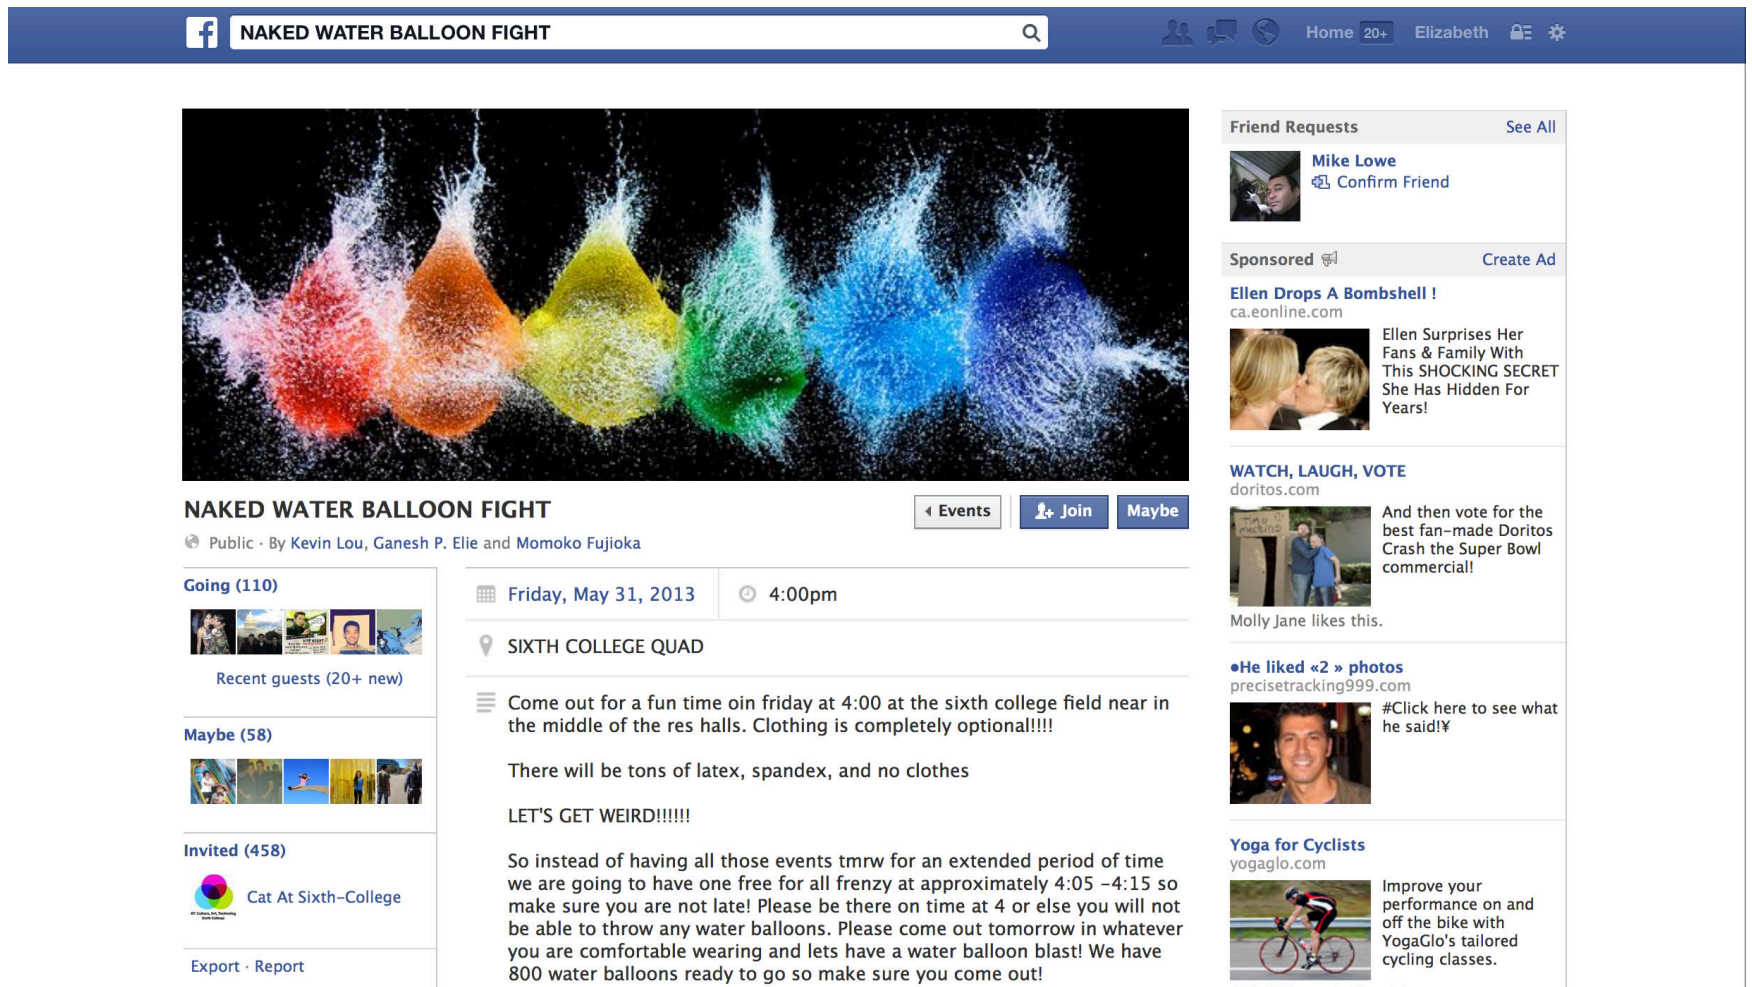 NAKED WATER BALLOON FIGHT
Home 20+ Elizabeth
NAKED WATER BALLOON FIGHT
Events
Join
Maybe
Public · By Kevin Lou, Ganesh P. Elie and Momoko Fujioka
Going (110)
Recent guests (20+ new)
Maybe (58)
Invited (458)
Cat At Sixth-College
Export · Report
Friday, May 31, 2013
4:00pm
SIXTH COLLEGE QUAD
Come out for a fun time oin friday at 4:00 at the sixth college field near in
the middle of the res halls. Clothing is completely optional!!!!
There will be tons of latex, spandex, and no clothes
LET'S GET WEIRD!!!!!!
So instead of having all those events tmrw for an extended period of time
we are going to have one free for all frenzy at approximately 4:05 -4:15 so
make sure you are not late! Please be there on time at 4 or else you will not
be able to throw any water balloons. Please come out tomorrow in whatever
you are comfortable wearing and lets have a water balloon blast! We have
800 water balloons ready to go so make sure you come out!
Friend Requests
See All
Mike Lowe
Confirm Friend
Sponsored
Create Ad
Ellen Drops A Bombshell !
ca.eonline.com
Ellen Surprises Her
Fans & Family With
This SHOCKING SECRET
She Has Hidden For
Years!
WATCH, LAUGH, VOTE
doritos.com
And then vote for the
best fan-made Doritos
Crash the Super Bowl
commercial!
Molly Jane likes this.
•He liked «2 » photos
precisetracking999.com
#Click here to see what
he said!¥
Yoga for Cyclists
yogaglo.com
Improve your
performance on and
off the bike with
YogaGlo's tailored
cycling classes.